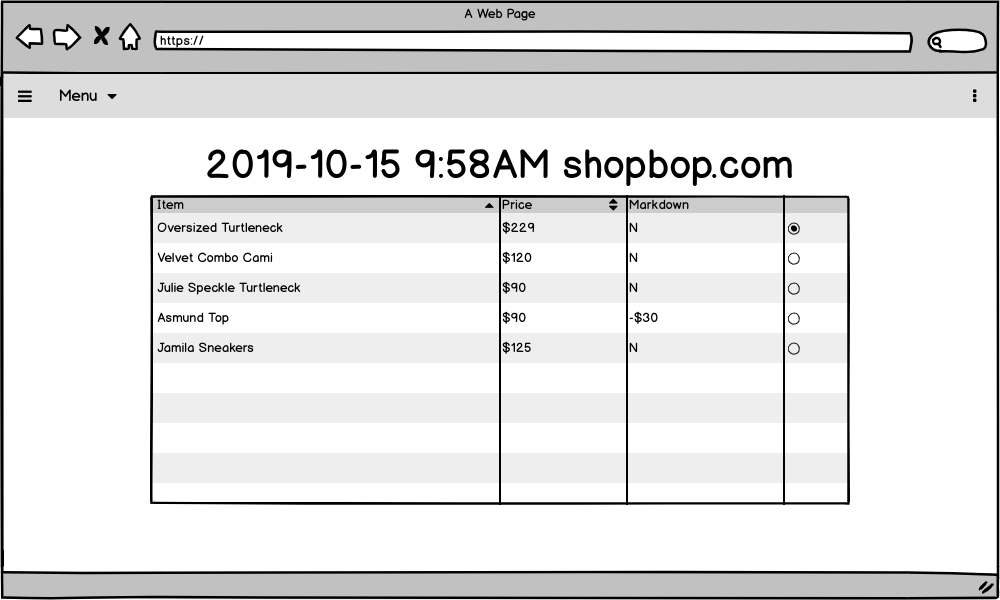 A Web Page
https://
Menu
2019-10-15 9:58AM shopbop.com
Item Price Markdown
Oversized Turtleneck $229 N
Velvet Combo Cami $120 N
Julie Speckle Turtleneck $90 N
Asmund Top $90 -$30
Jamila Sneakers $125 N